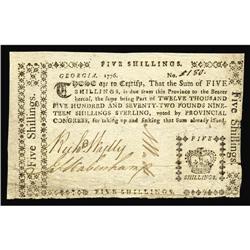 FIVE SHILLINGS.
GEORGIA. 1776. No.
THESE are to Certify, That the Sum of FIVE
SHILLINGS, is due from this Province to the Bearer
hereof, the same being Part of TWELVE THOUSAND
FIVE HUNDRED and SEVENTY-TWO POUNDS NINE-
TEEN SHILLINGS STERLING, voted by PROVINCIAL
CONGRESS, for taking up and sinking that Sum already issued.
Five Shillings.
Five Shillings.
FIVE
SHILLINGS.
FIVE SHILLINGS.